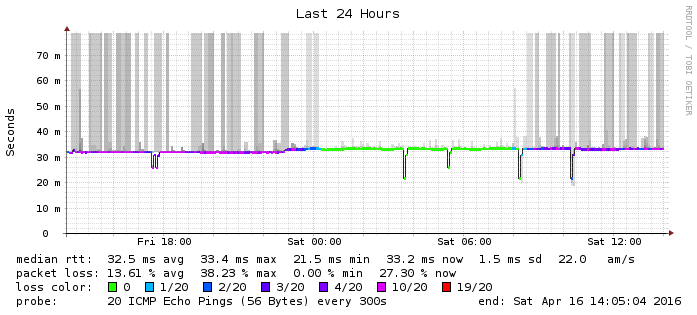 Last 24 Hours
RRDTOOL / TOBI OETIKER
Seconds
70 m
60 m
50 m
40 m
30 m
20 m
10 m
0
Fri 18:00 Sat 00:00 Sat 06:00 Sat 12:00
median rtt: 32.5 ms avg 33.4 ms max 21.5 ms min 33.2 ms now 1.5 ms sd 22.0 am/s
packet loss: 13.61 % avg 38.23 % max 0.00 % min 27.30 % now
loss color: 0 1/20 2/20 3/20 4/20 10/20 19/20
probe: 20 ICMP Echo Pings (56 Bytes) every 300s end: Sat Apr 16 14:05:04 2016